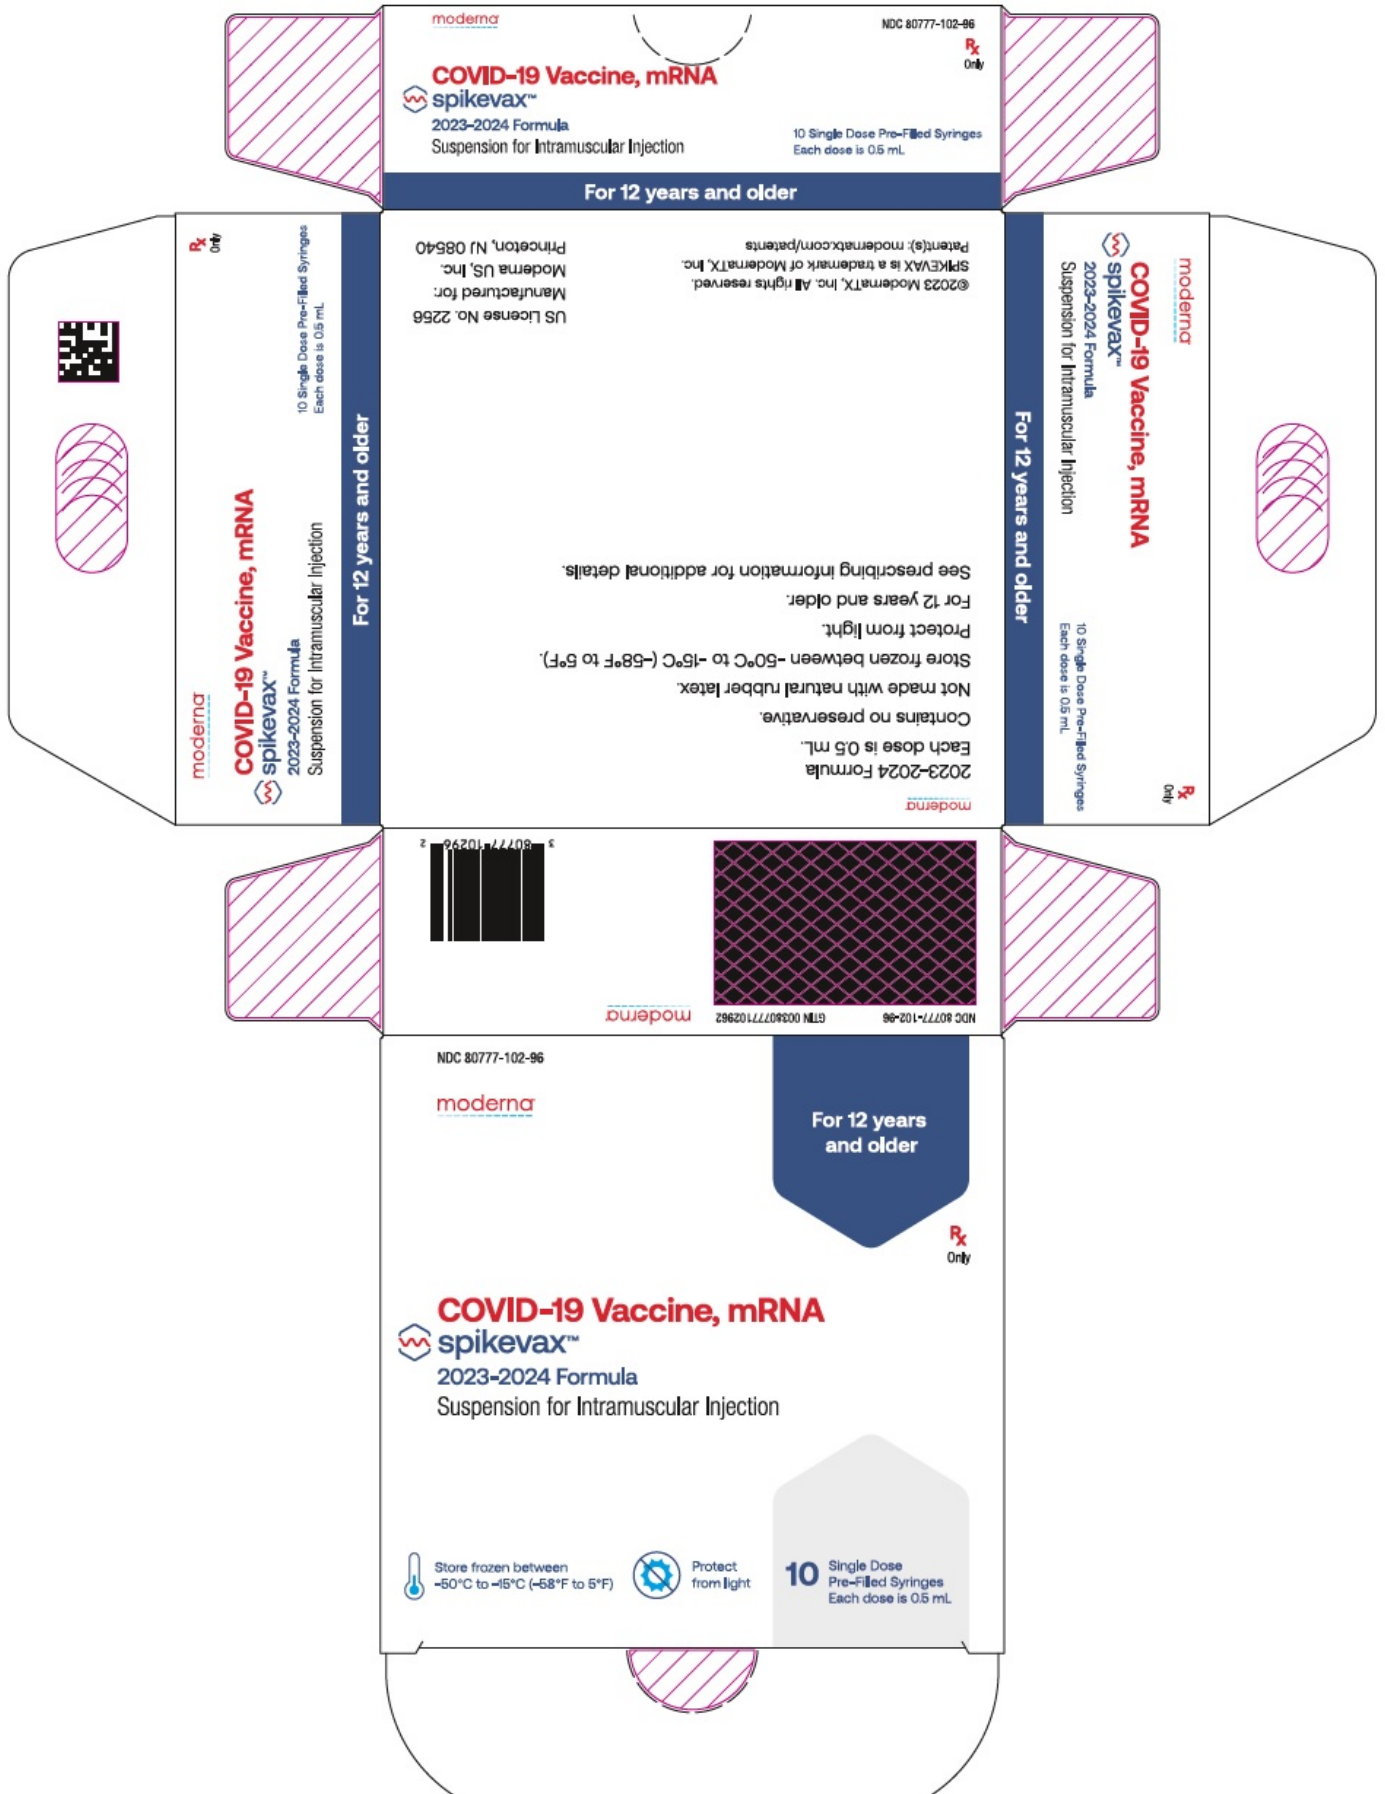 moderna
NDC 80777-102-96
Rx
Only
COVID-19 Vaccine, mRNA
spikevax™
2023-2024 Formula
Suspension for Intramuscular Injection
10 Single Dose Pre-Filled Syringes
Each dose is 0.5 mL
For 12 years and older
moderna
COVID-19 Vaccine, mRNA
spikevax™
2023-2024 Formula
Suspension for Intramuscular Injection
10 Single Dose Pre-Filled Syringes
Each dose is 0.5 mL
Rx
Only
For 12 years and older
moderna
2023-2024 Formula
Each dose is 0.5 mL.
Contains no preservative.
Not made with natural rubber latex.
Store frozen between -50°C to -15°C (-58°F to 5°F).
Protect from light.
For 12 years and older.
See prescribing information for additional details.
©2023 ModernaTX, Inc. All rights reserved.
SPIKEVAX is a trademark of ModernaTX, Inc.
Patent(s): modernatx.com/patents
US License No. 2256
Manufactured for:
Moderna US, Inc.
Princeton, NJ 08540
moderna
COVID-19 Vaccine, mRNA
spikevax™
2023-2024 Formula
Suspension for Intramuscular Injection
10 Single Dose Pre-Filled Syringes
Each dose is 0.5 mL
Rx
Only
For 12 years and older
NDC 80777-102-96
GTIN 00380777102962
moderna
3 80777-10296 2
NDC 80777-102-96
moderna
For 12 years
and older
Rx
Only
COVID-19 Vaccine, mRNA
spikevax™
2023-2024 Formula
Suspension for Intramuscular Injection
Store frozen between
-50°C to -15°C (-58°F to 5°F)
Protect
from light
10 Single Dose
Pre-Filled Syringes
Each dose is 0.5 mL